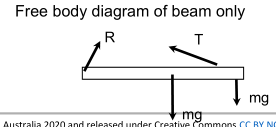 Free body diagram of beam only
R
T
mg
mg
Australia 2020 and released under Creative Commons CC BY NC